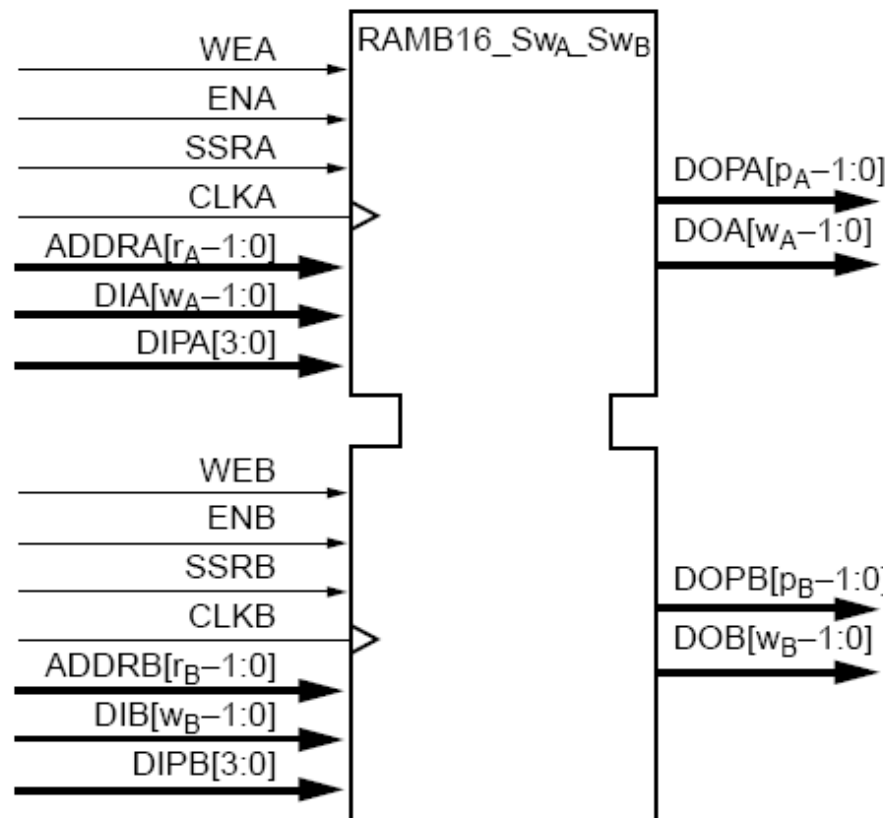 RAMB16_SwA_SwB
WEA
ENA
SSRA
CLKA
ADDRA[rA–1:0]
DIA[wA–1:0]
DIPA[3:0]
DOPA[pA–1:0]
DOA[wA–1:0]
WEB
ENB
SSRB
CLKB
ADDRB[rB–1:0]
DIB[wB–1:0]
DIPB[3:0]
DOPB[pB–1:0]
DOB[wB–1:0]